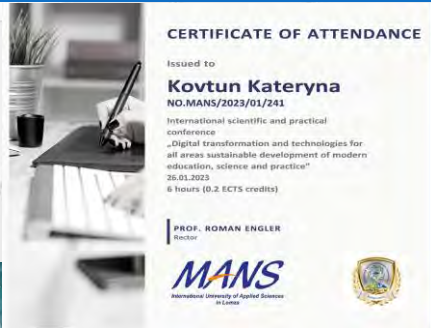 CERTIFICATE OF ATTENDANCE
Issued to
Kovtun Kateryna
NO.MANS/2023/01/241
International scientific and practical
conference
„Digital transformation and technologies for
all areas sustainable development of modern
education, science and practice"
26.01.2023
6 hours (0.2 ECTS credits)
PROF. ROMAN ENGLER
Rector
MANS
International University of Applied Sciences
in Lomza